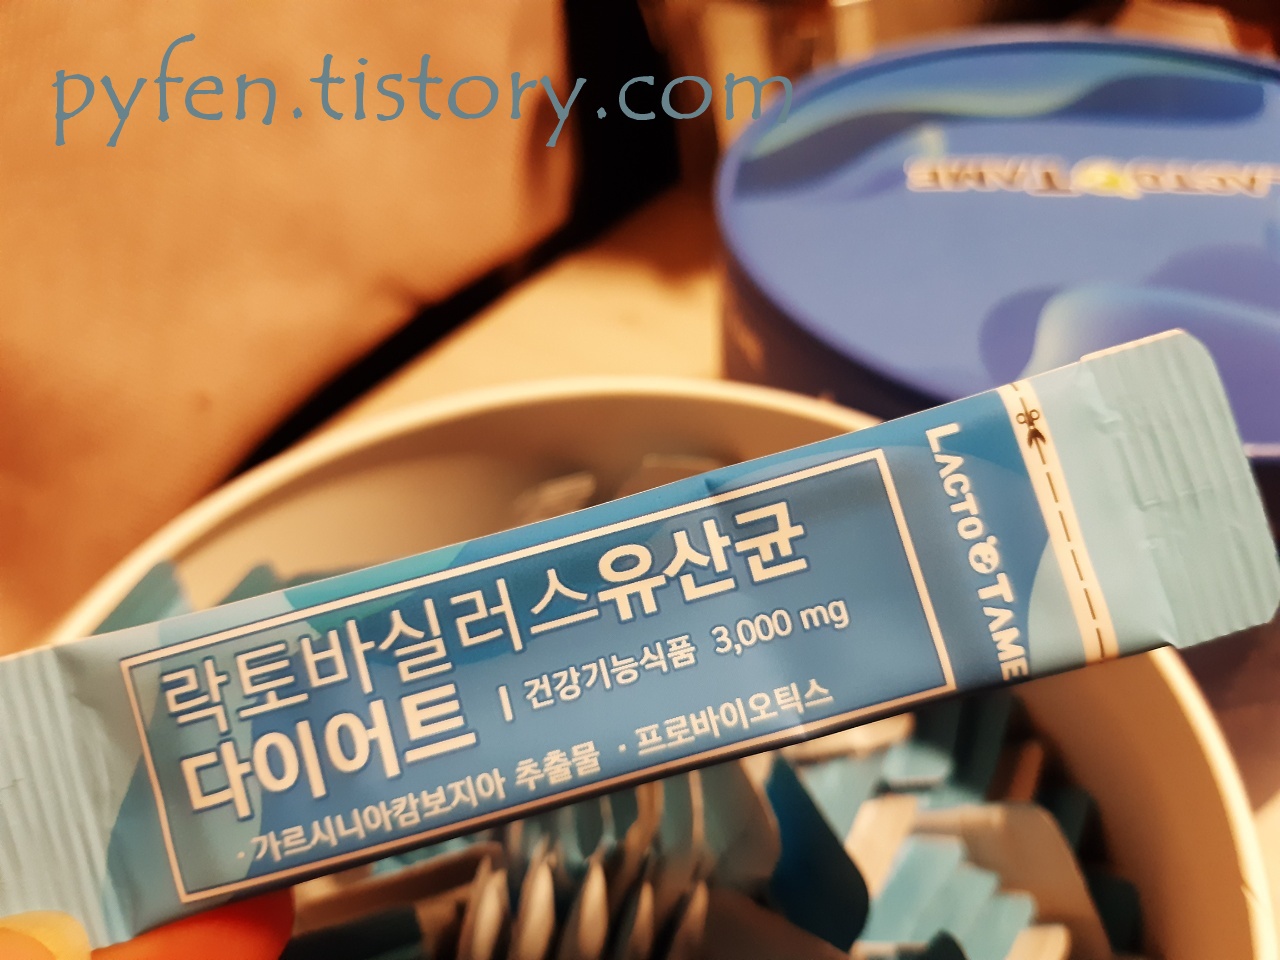 pyfen.tistory.com
LACTO TAME
락토바실러스유산균
다이어트 | 건강기능식품 3,000 mg
· 가르시니아캄보지아 추출물 · 프로바이오틱스
LACTO TAME